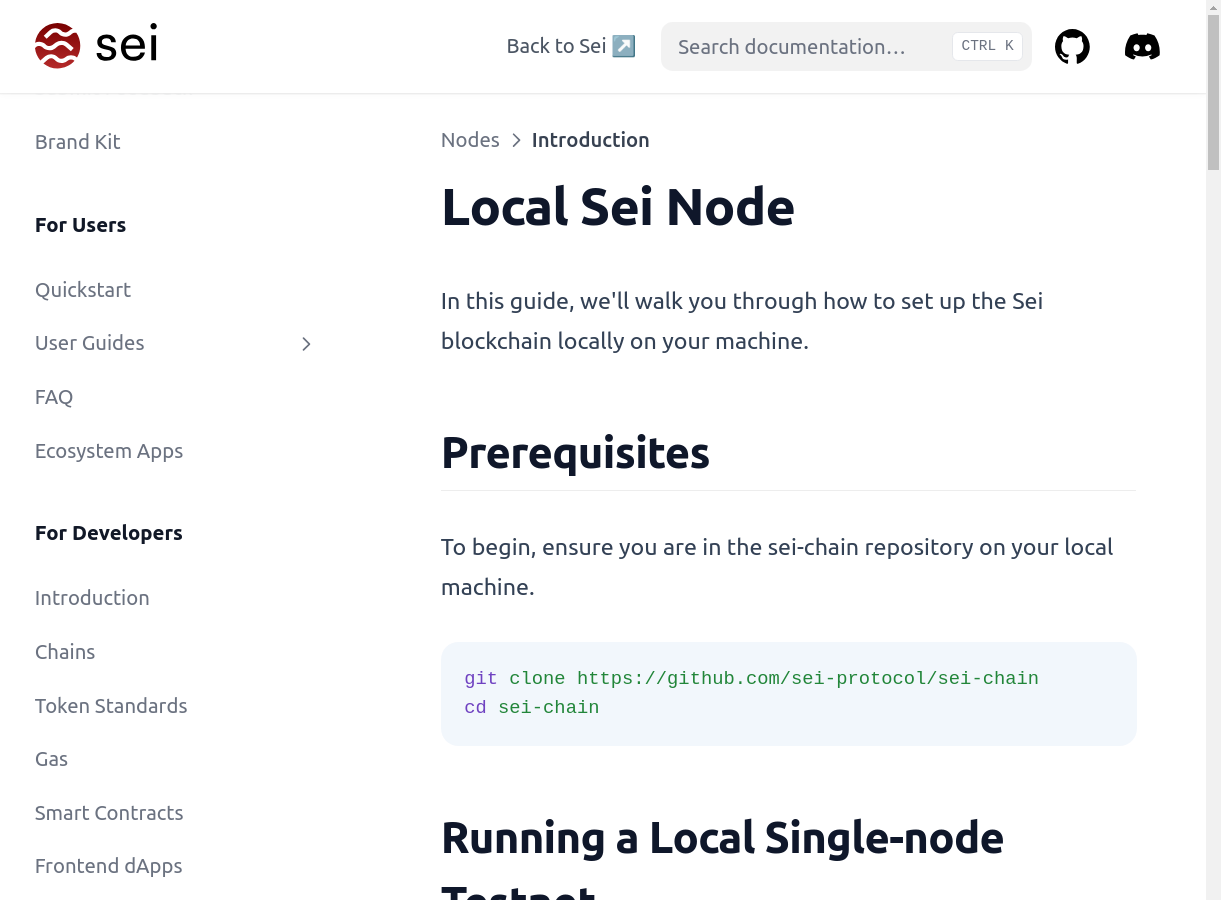 sei
Back to Sei ↗️
Search documentation…
CTRL K
Brand Kit
For Users
Quickstart
User Guides
FAQ
Ecosystem Apps
For Developers
Introduction
Chains
Token Standards
Gas
Smart Contracts
Frontend dApps
Nodes > Introduction
Local Sei Node
In this guide, we'll walk you through how to set up the Sei
blockchain locally on your machine.
Prerequisites
To begin, ensure you are in the sei-chain repository on your local
machine.
git clone https://github.com/sei-protocol/sei-chain
cd sei-chain
Running a Local Single-node
Testnet